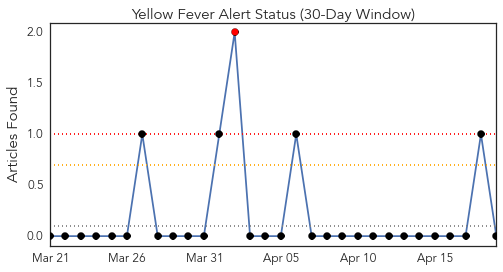 Yellow Fever Alert Status (30-Day Window)
Articles Found
2.0
1.5
1.0
0.5
0.0
Mar 21 Mar 26 Mar 31 Apr 05 Apr 10 Apr 15